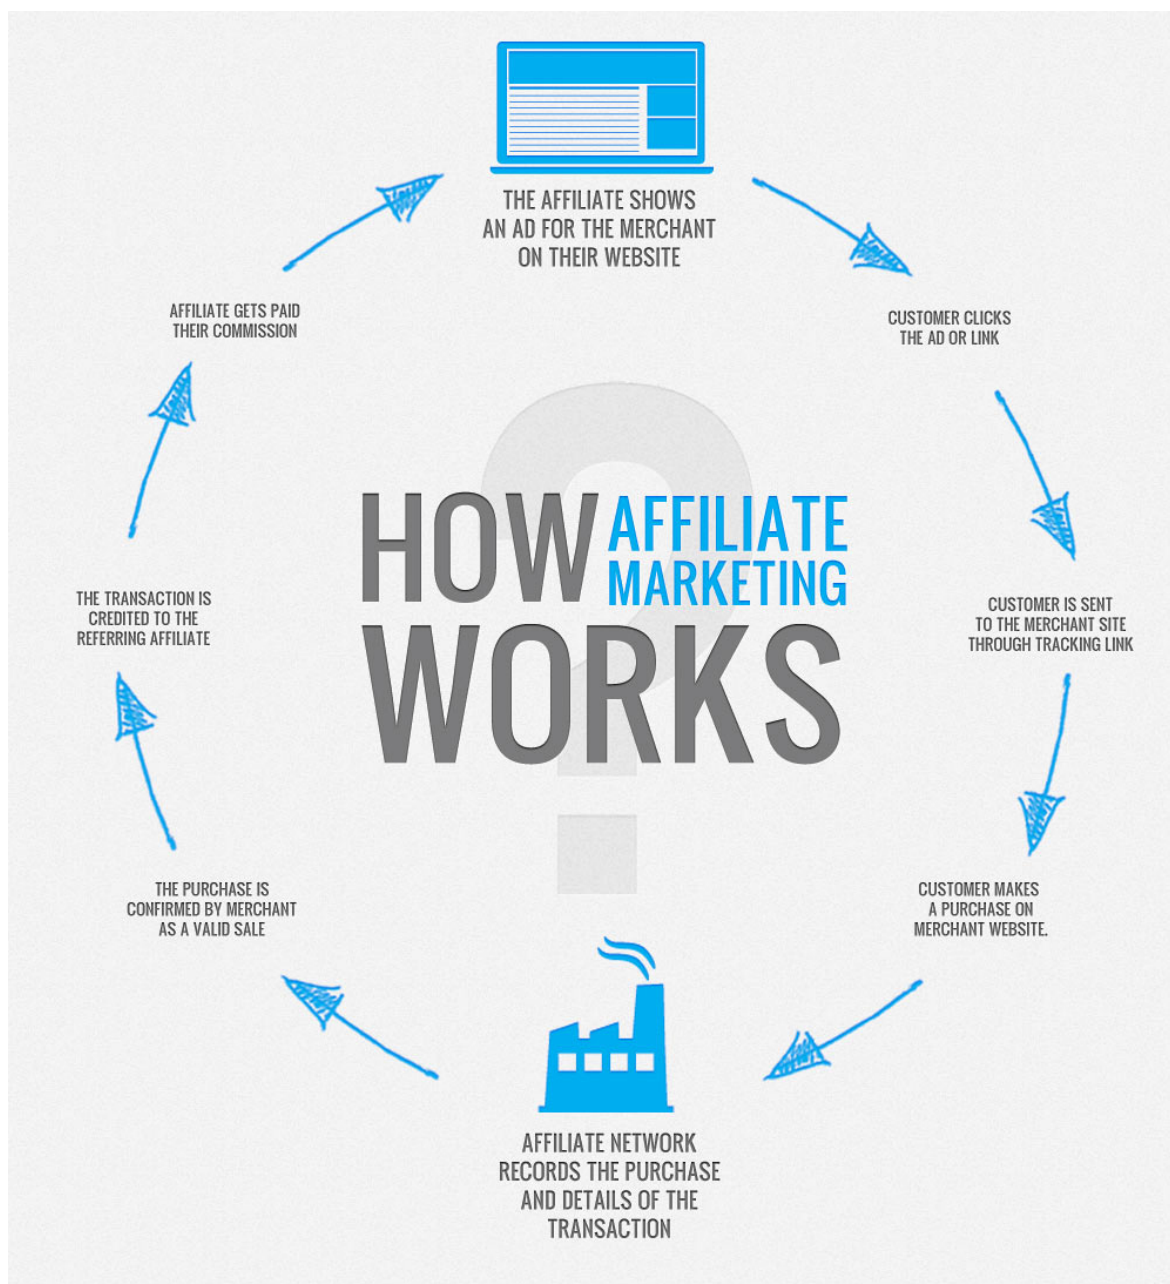 THE AFFILIATE SHOWS
AN AD FOR THE MERCHANT
ON THEIR WEBSITE
CUSTOMER CLICKS
THE AD OR LINK
CUSTOMER IS SENT
TO THE MERCHANT SITE
THROUGH TRACKING LINK
CUSTOMER MAKES
A PURCHASE ON
MERCHANT WEBSITE.
AFFILIATE NETWORK
RECORDS THE PURCHASE
AND DETAILS OF THE
TRANSACTION
THE PURCHASE IS
CONFIRMED BY MERCHANT
AS A VALID SALE
THE TRANSACTION IS
CREDITED TO THE
REFERRING AFFILIATE
AFFILIATE GETS PAID
THEIR COMMISSION
HOW AFFILIATE
MARKETING
WORKS
?